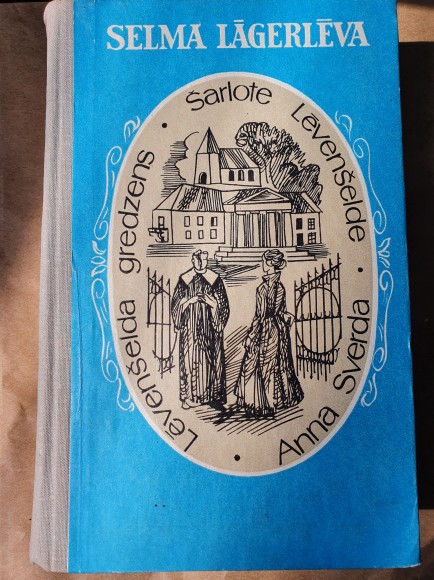 SELMA LĀGERLĒVA
Lēvenšelda gredzens • Šarlote Lēvenšelde • Anna Sverda •